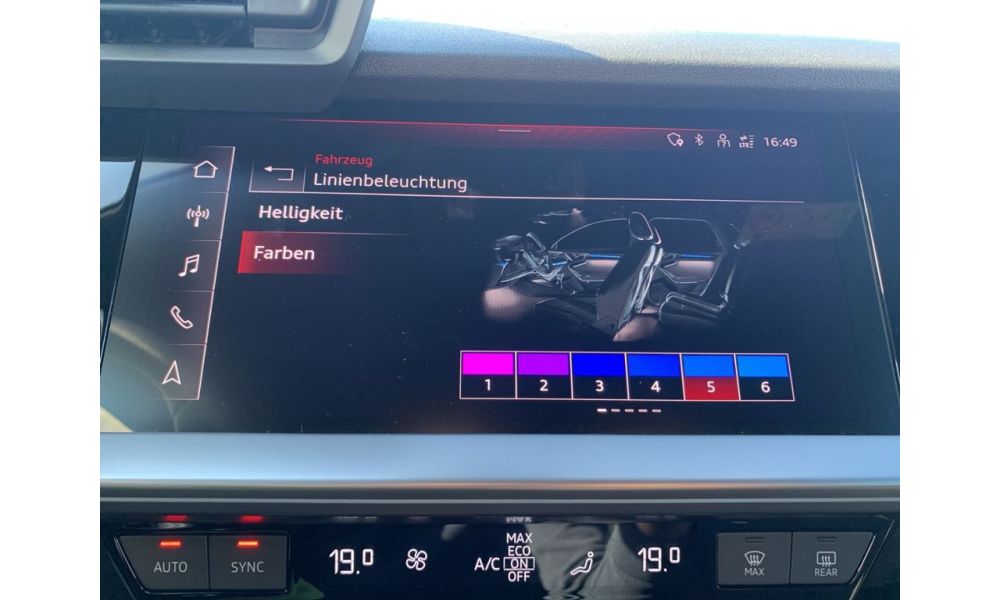 LTE 16:49
Fahrzeug
Linienbeleuchtung
Helligkeit
Farben
1 2 3 4 5 6
AUTO SYNC
19.0
A/C
MAX
ECO
ON
OFF
19.0
MAX
REAR